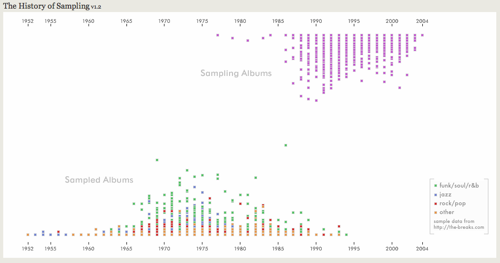 The History of Sampling v1.2
1952 1955 1960 1965 1970 1975 1980 1985 1990 1995 2000 2004
Sampling Albums
Sampled Albums
funk/soul/r&b
jazz
rock/pop
other
sample data from
http://the-breaks.com/
1952 1955 1960 1965 1970 1975 1980 1985 1990 1995 2000 2004